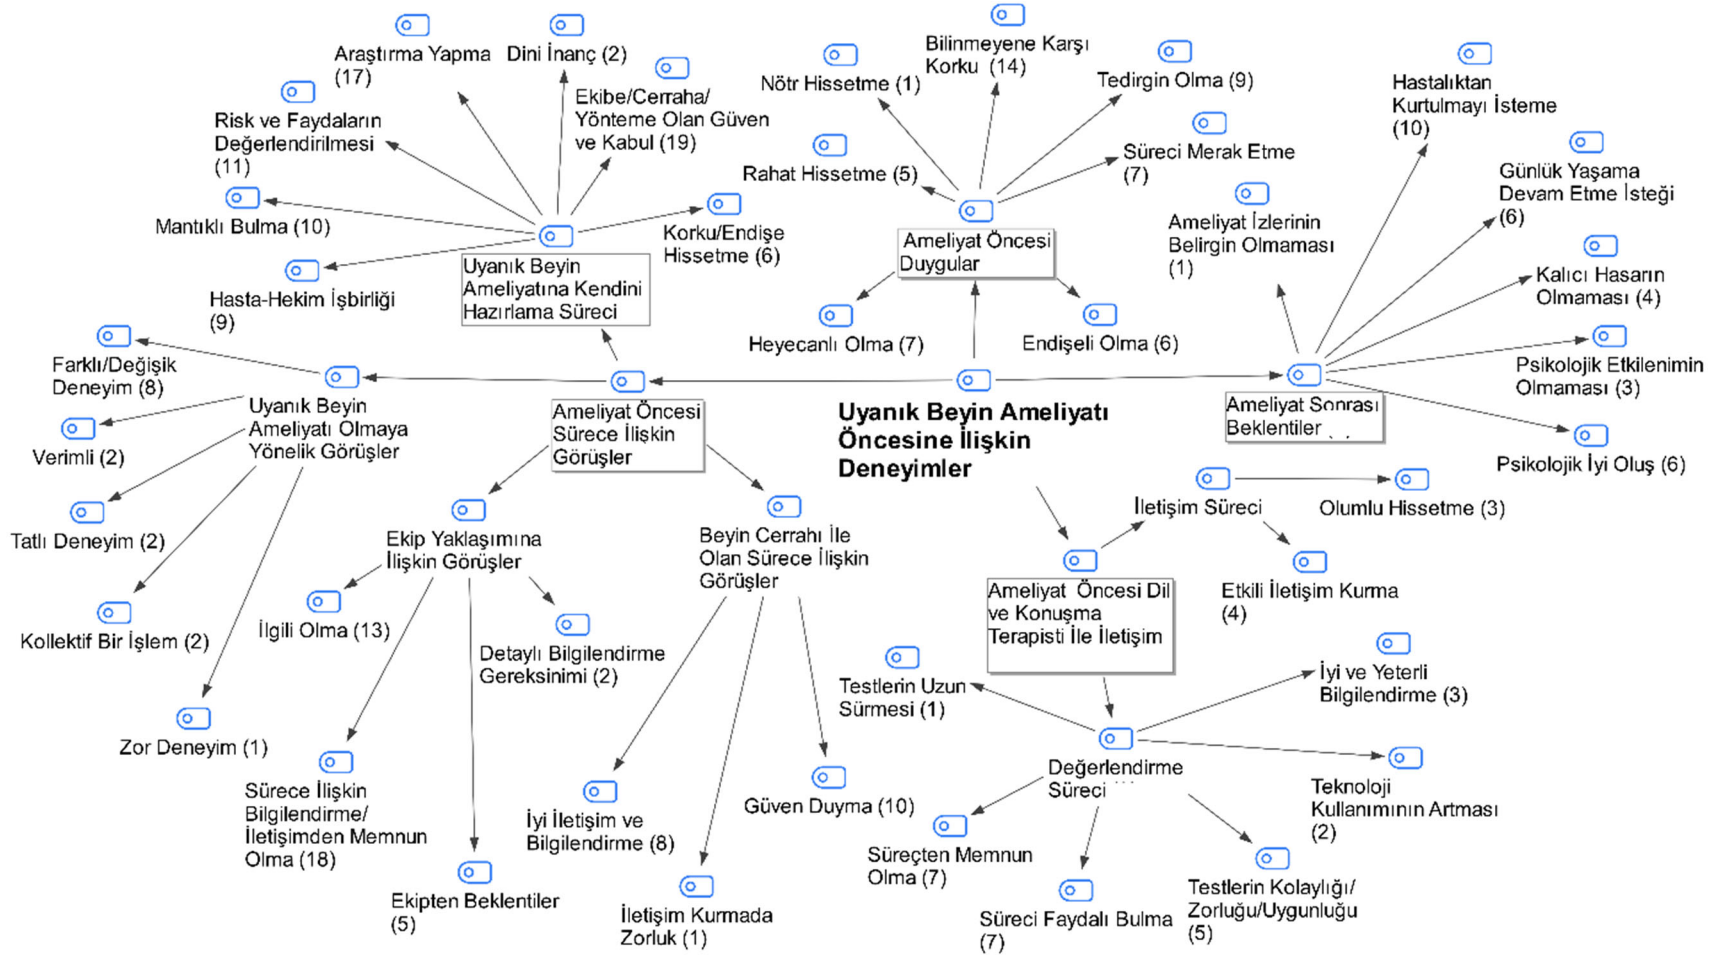 Araştırma Yapma
(17)
Dini İnanç (2)
Ekibe/Cerraha/
Yönteme Olan Güven
ve Kabul (19)
Risk ve Faydaların
Değerlendirilmesi
(11)
Mantıklı Bulma (10)
Korku/Endişe
Hissetme (6)
Hasta-Hekim İşbirliği
(9)
Uyanık Beyin
Ameliyatına Kendini
Hazırlama Süreci
Nötr Hissetme (1)
Bilinmeyene Karşı
Korku (14)
Tedirgin Olma (9)
Rahat Hissetme (5)
Süreci Merak Etme
(7)
Ameliyat Öncesi
Duygular
Heyecanlı Olma (7)
Endişeli Olma (6)
Hastalıktan
Kurtulmayı İsteme
(10)
Günlük Yaşama
Devam Etme İsteği
(6)
Ameliyat İzlerinin
Belirgin Olmaması
(1)
Kalıcı Hasarın
Olmaması (4)
Psikolojik Etkilenimin
Olmaması (3)
Ameliyat Sonrası
Beklentiler
Psikolojik İyi Oluş (6)
Farklı/Değişik
Deneyim (8)
Uyanık Beyin
Ameliyatı Olmaya
Yönelik Görüşler
Verimli (2)
Tatlı Deneyim (2)
Kollektif Bir İşlem (2)
Zor Deneyim (1)
Ameliyat Öncesi
Sürece İlişkin
Görüşler
Uyanık Beyin Ameliyatı
Öncesine İlişkin
Deneyimler
Ekip Yaklaşımına
İlişkin Görüşler
İlgili Olma (13)
Detaylı Bilgilendirme
Gereksinimi (2)
Sürece İlişkin
Bilgilendirme/
İletişimden Memnun
Olma (18)
Ekipten Beklentiler
(5)
Beyin Cerrahı İle
Olan Sürece İlişkin
Görüşler
İyi İletişim ve
Bilgilendirme (8)
Güven Duyma (10)
İletişim Kurmada
Zorluk (1)
İletişim Süreci
Olumlu Hissetme (3)
Etkili İletişim Kurma
(4)
Ameliyat  Öncesi Dil
ve Konuşma
Terapisti İle İletişim
Testlerin Uzun
Sürmesi (1)
İyi ve Yeterli
Bilgilendirme (3)
Değerlendirme
Süreci
Teknoloji
Kullanımının Artması
(2)
Süreçten Memnun
Olma (7)
Süreci Faydalı Bulma
(7)
Testlerin Kolaylığı/
Zorluğu/Uygunluğu
(5)